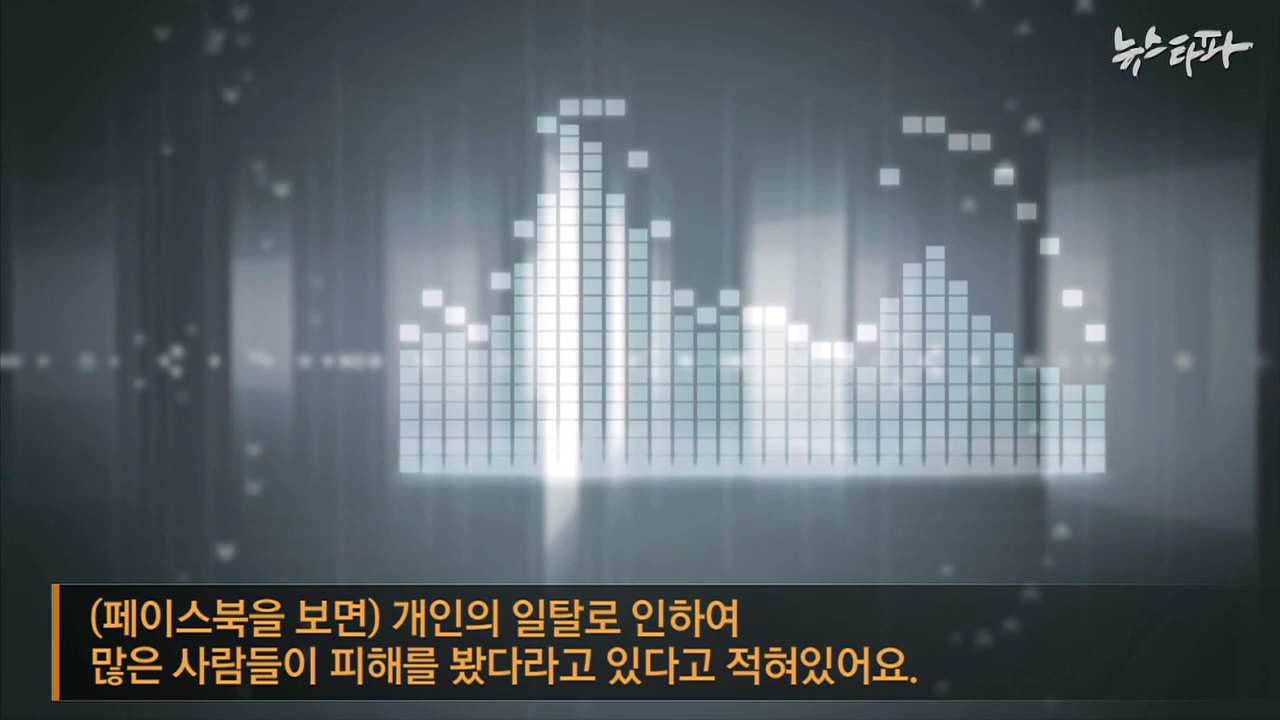 뉴스타파
(페이스북을 보면) 개인의 일탈로 인하여
많은 사람들이 피해를 봤다라고 있다고 적혀있어요.